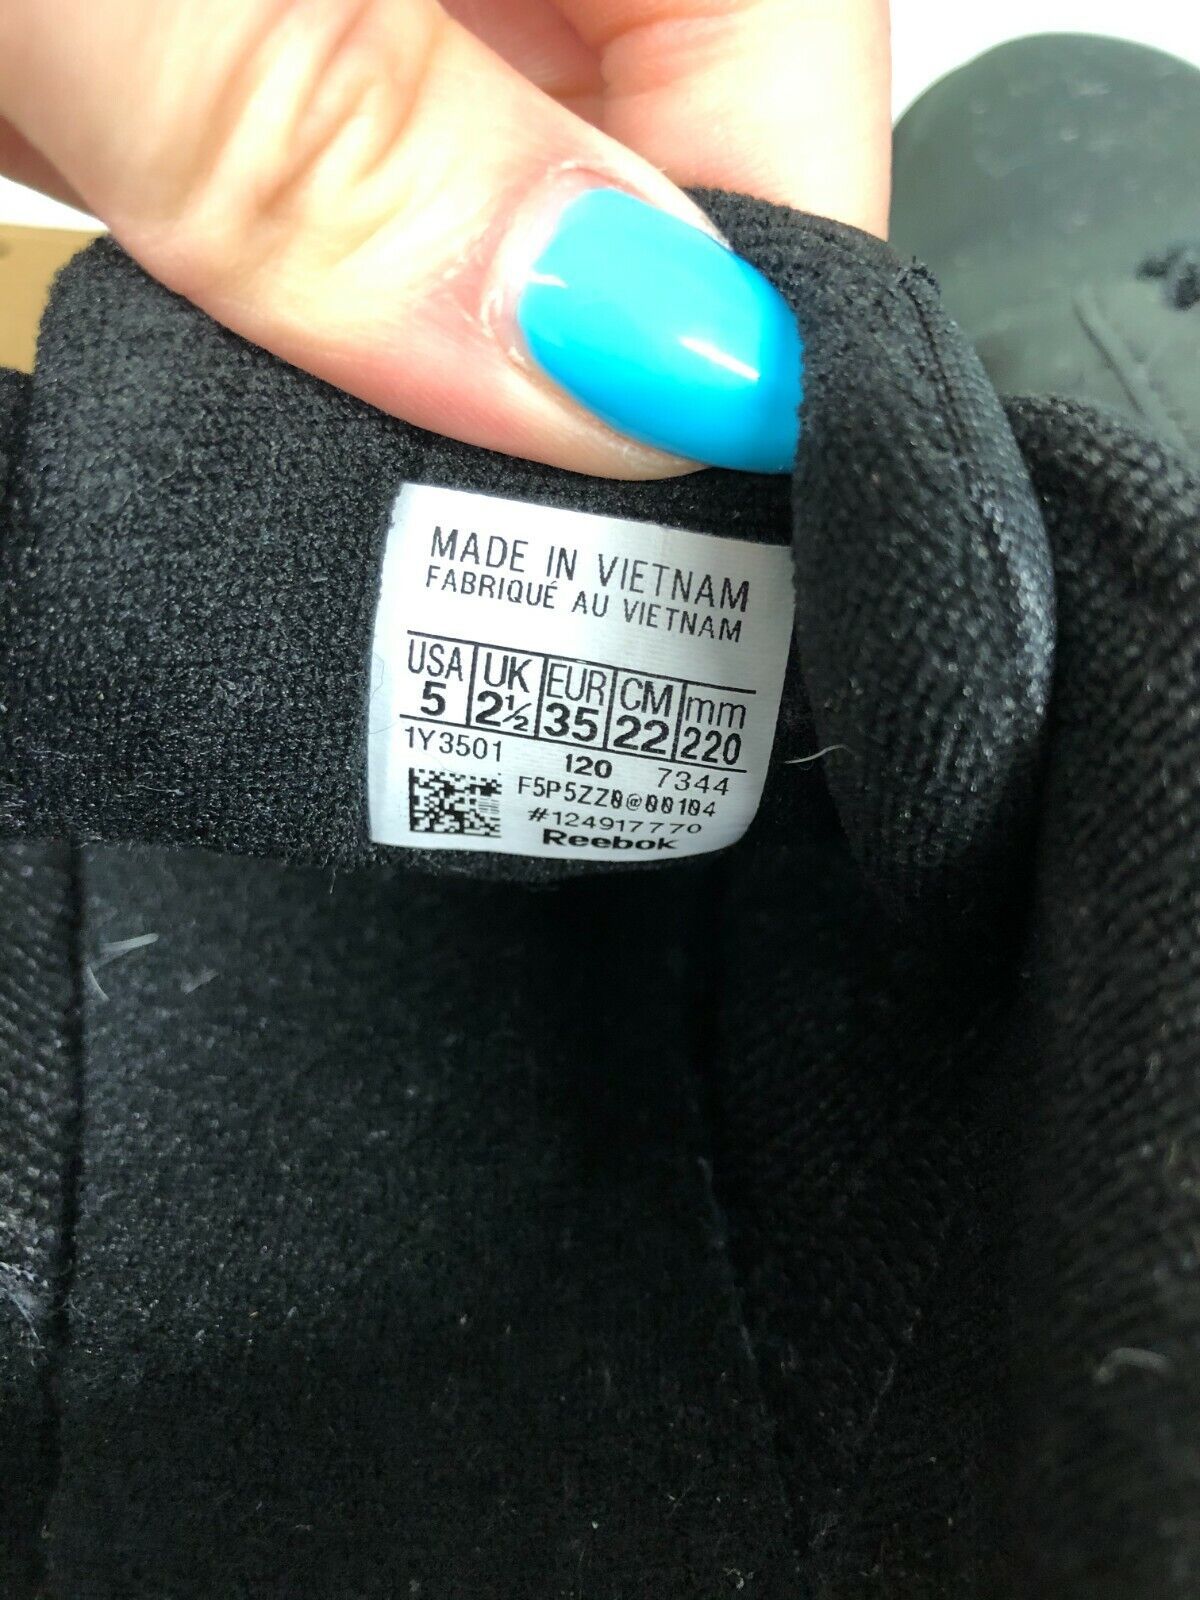 MADE IN VIETNAM
FABRIQUÉ AU VIETNAM
USA UK EUR CM mm
5 2½ 35 22 220
1Y3501 120 7344
F5P5ZZ0@00104
#124917770
Reebok